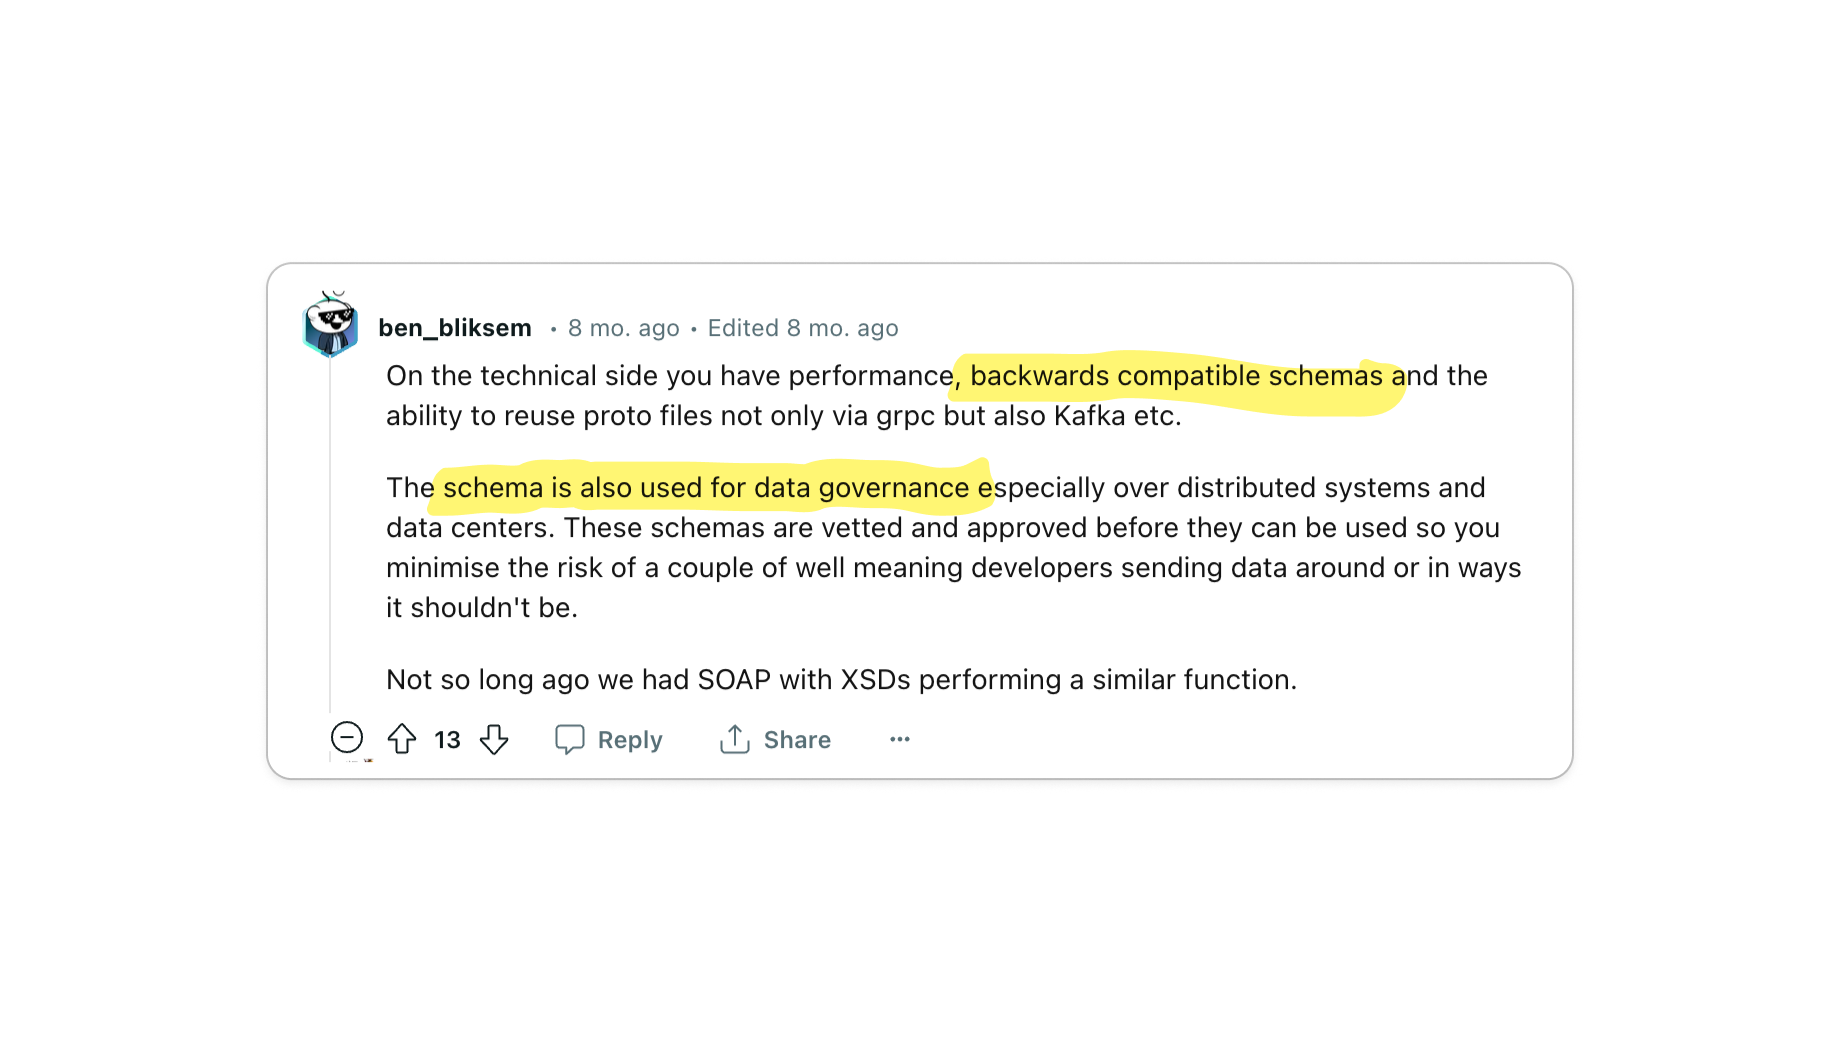 ben_bliksem • 8 mo. ago • Edited 8 mo. ago
On the technical side you have performance, backwards compatible schemas and the
ability to reuse proto files not only via grpc but also Kafka etc.
The schema is also used for data governance especially over distributed systems and
data centers. These schemas are vetted and approved before they can be used so you
minimise the risk of a couple of well meaning developers sending data around or in ways
it shouldn't be.
Not so long ago we had SOAP with XSDs performing a similar function.
13 Reply Share ...